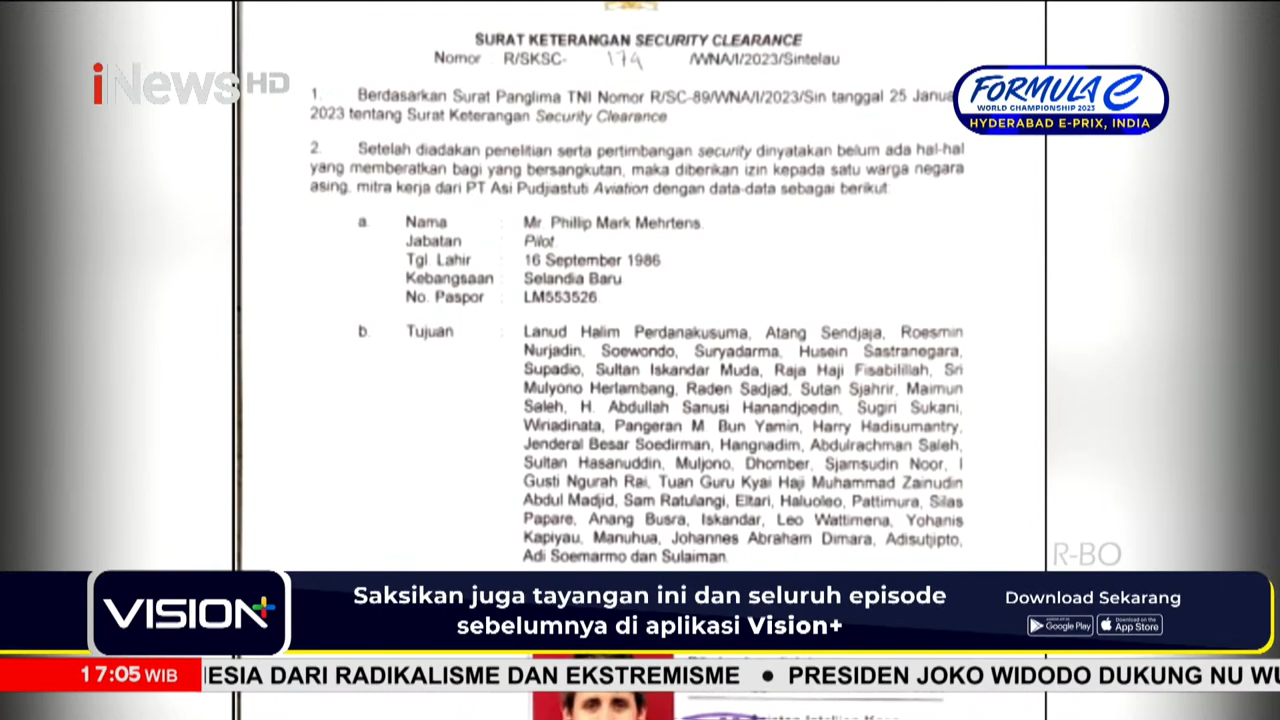 SURAT KETERANGAN SECURITY CLEARANCE
Nomor R/SKSC- 174 /WNA/I/2023/Sintelau
iNews HD
FORMULA E
WORLD CHAMPIONSHIP 2023
HYDERABAD E-PRIX, INDIA
1. Berdasarkan Surat Panglima TNI Nomor R/SC-89/WNA/I/2023/Sin tanggal 25 Janua
2023 tentang Surat Keterangan Security Clearance
2. Setelah diadakan penelitian serta pertimbangan security dinyatakan belum ada hal-hal
yang memberatkan bagi yang bersangkutan, maka diberikan izin kepada satu warga negara
asing, mitra kerja dari PT Asi Pudjiastuti Aviation dengan data-data sebagai berikut
a. Nama : Mr. Phillip Mark Mehrtens.
Jabatan : Pilot
Tgl. Lahir : 16 September 1986
Kebangsaan : Selandia Baru
No. Paspor : LM553526
b. Tujuan : Lanud Halim Perdanakusuma, Atang Sendjaja, Roesmin
Nurjadin, Soewondo, Suryadarma, Husein Sastranegara,
Supadio, Sultan Iskandar Muda, Raja Haji Fisabilillah, Sri
Mulyono Herlambang, Raden Sadjad, Sutan Sjahrir, Maimun
Saleh, H. Abdullah Sanusi Hanandjoedin, Sugiri Sukani,
Wiriadinata, Pangeran M. Bun Yamin, Harry Hadisumantry,
Jenderal Besar Soedirman, Hangnadim, Abdulrachman Saleh,
Sultan Hasanuddin, Muljono, Dhomber, Sjamsudin Noor, I
Gusti Ngurah Rai, Tuan Guru Kyai Haji Muhammad Zainudin
Abdul Madjid, Sam Ratulangi, Eltari, Haluoleo, Pattimura, Silas
Papare, Anang Busra, Iskandar, Leo Wattimena, Yohanis
Kapiyau, Manuhua, Johannes Abraham Dimara, Adisutjipto,
Adi Soemarmo dan Sulaiman.
R-BO
VISION+
Saksikan juga tayangan ini dan seluruh episode
sebelumnya di aplikasi Vision+
Download Sekarang
Google Play
App Store
17:05 WIB
ESIA DARI RADIKALISME DAN EKSTREMISME ● PRESIDEN JOKO WIDODO DUKUNG NU WU